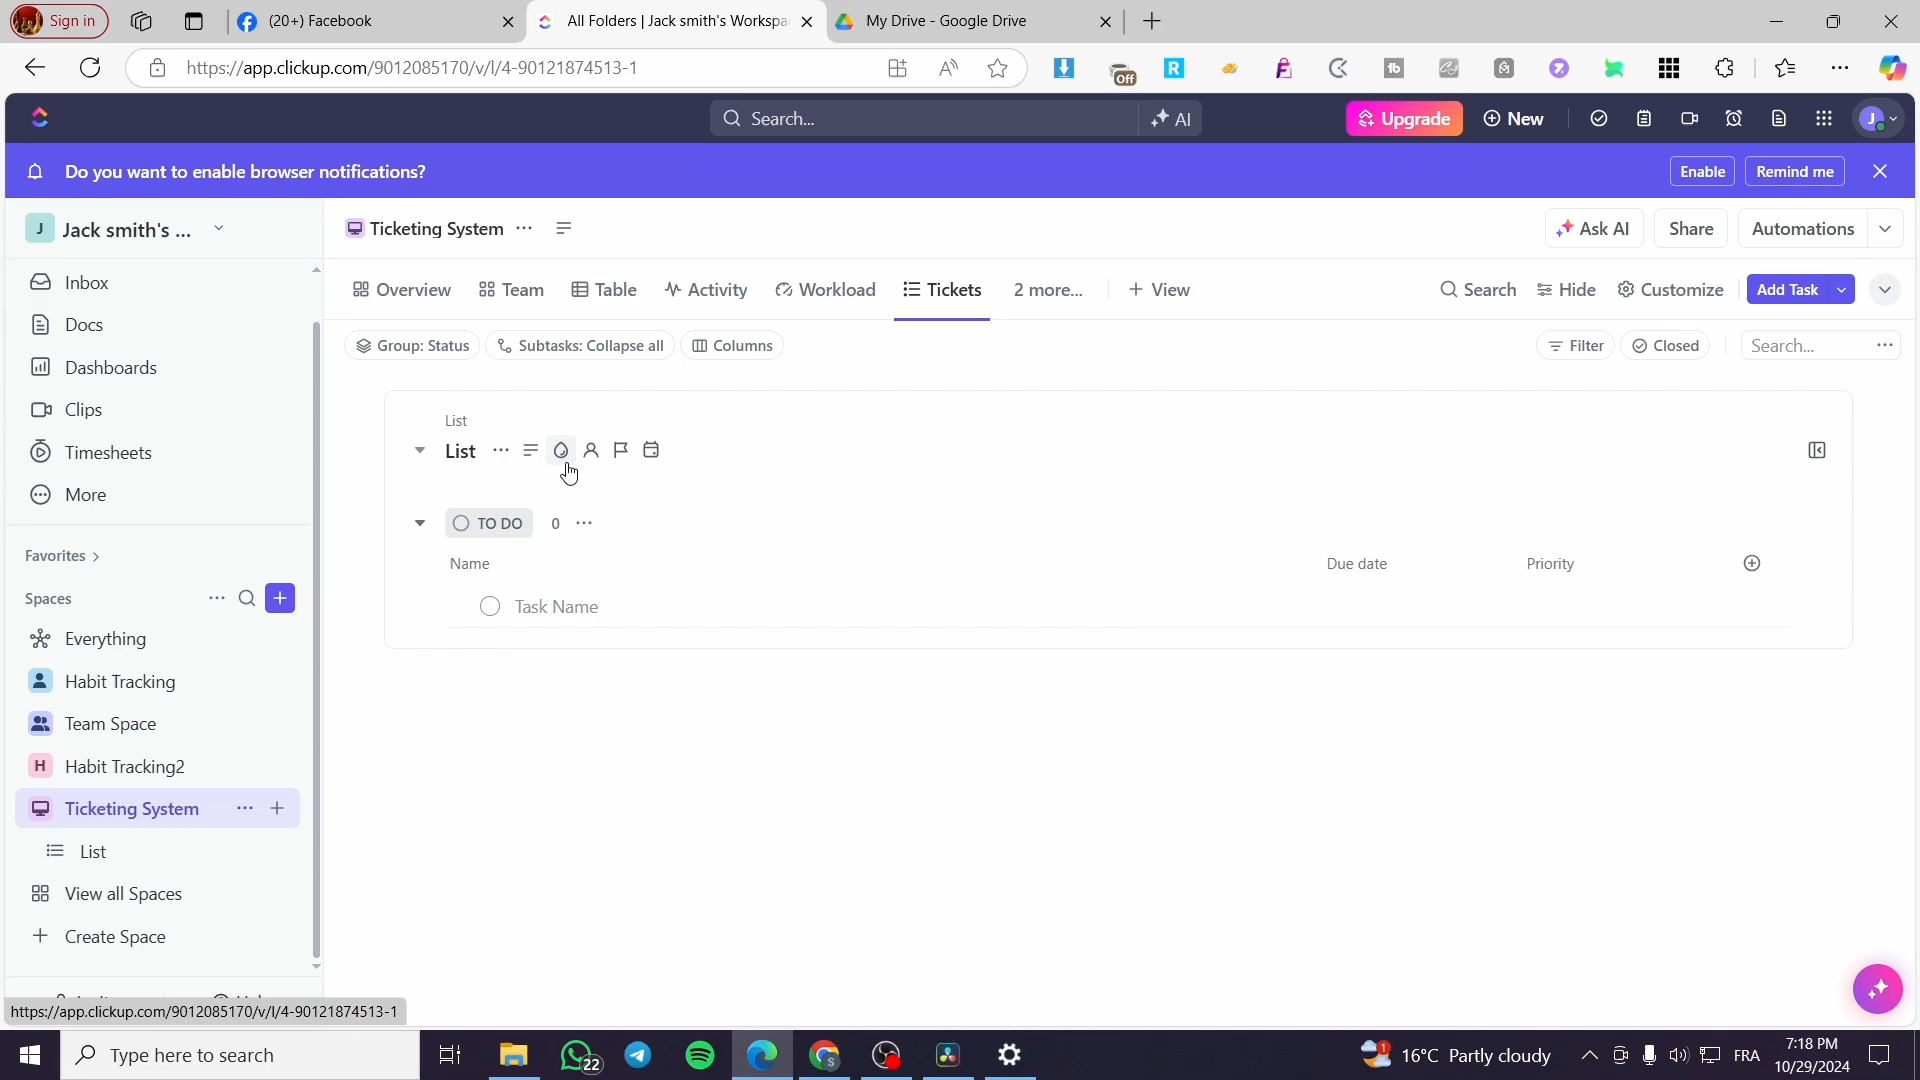 Sign in
(20+) Facebook
All Folders | Jack smith's Workspa
My Drive - Google Drive
https://app.clickup.com/9012085170/v/l/4-90121874513-1
Off
Search...
AI
Upgrade
New
J
Do you want to enable browser notifications?
Enable
Remind me
J
Jack smith's ...
Ticketing System
Ask AI
Share
Automations
Inbox
Docs
Dashboards
Clips
Timesheets
More
Favorites
Spaces
Everything
Habit Tracking
Team Space
H
Habit Tracking2
Ticketing System
List
View all Spaces
Create Space
Overview
Team
Table
Activity
Workload
Tickets
2 more...
View
Search
Hide
Customize
Add Task
Group: Status
Subtasks: Collapse all
Columns
Filter
Closed
Search...
List
List
TO DO
0
Name
Due date
Priority
Task Name
https://app.clickup.com/9012085170/v/l/4-90121874513-1
Type here to search
22
16°C Partly cloudy
FRA
7:18 PM
10/29/2024